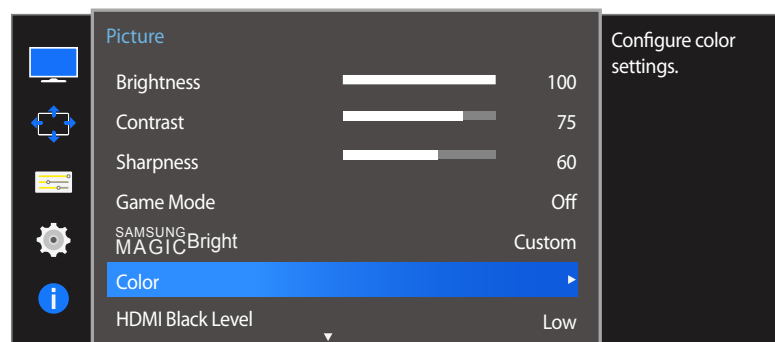 Picture
Configure color
settings.
Brightness 100
Contrast 75
Sharpness 60
Game Mode Off
SAMSUNG
MAGICBright Custom
Color
HDMI Black Level Low